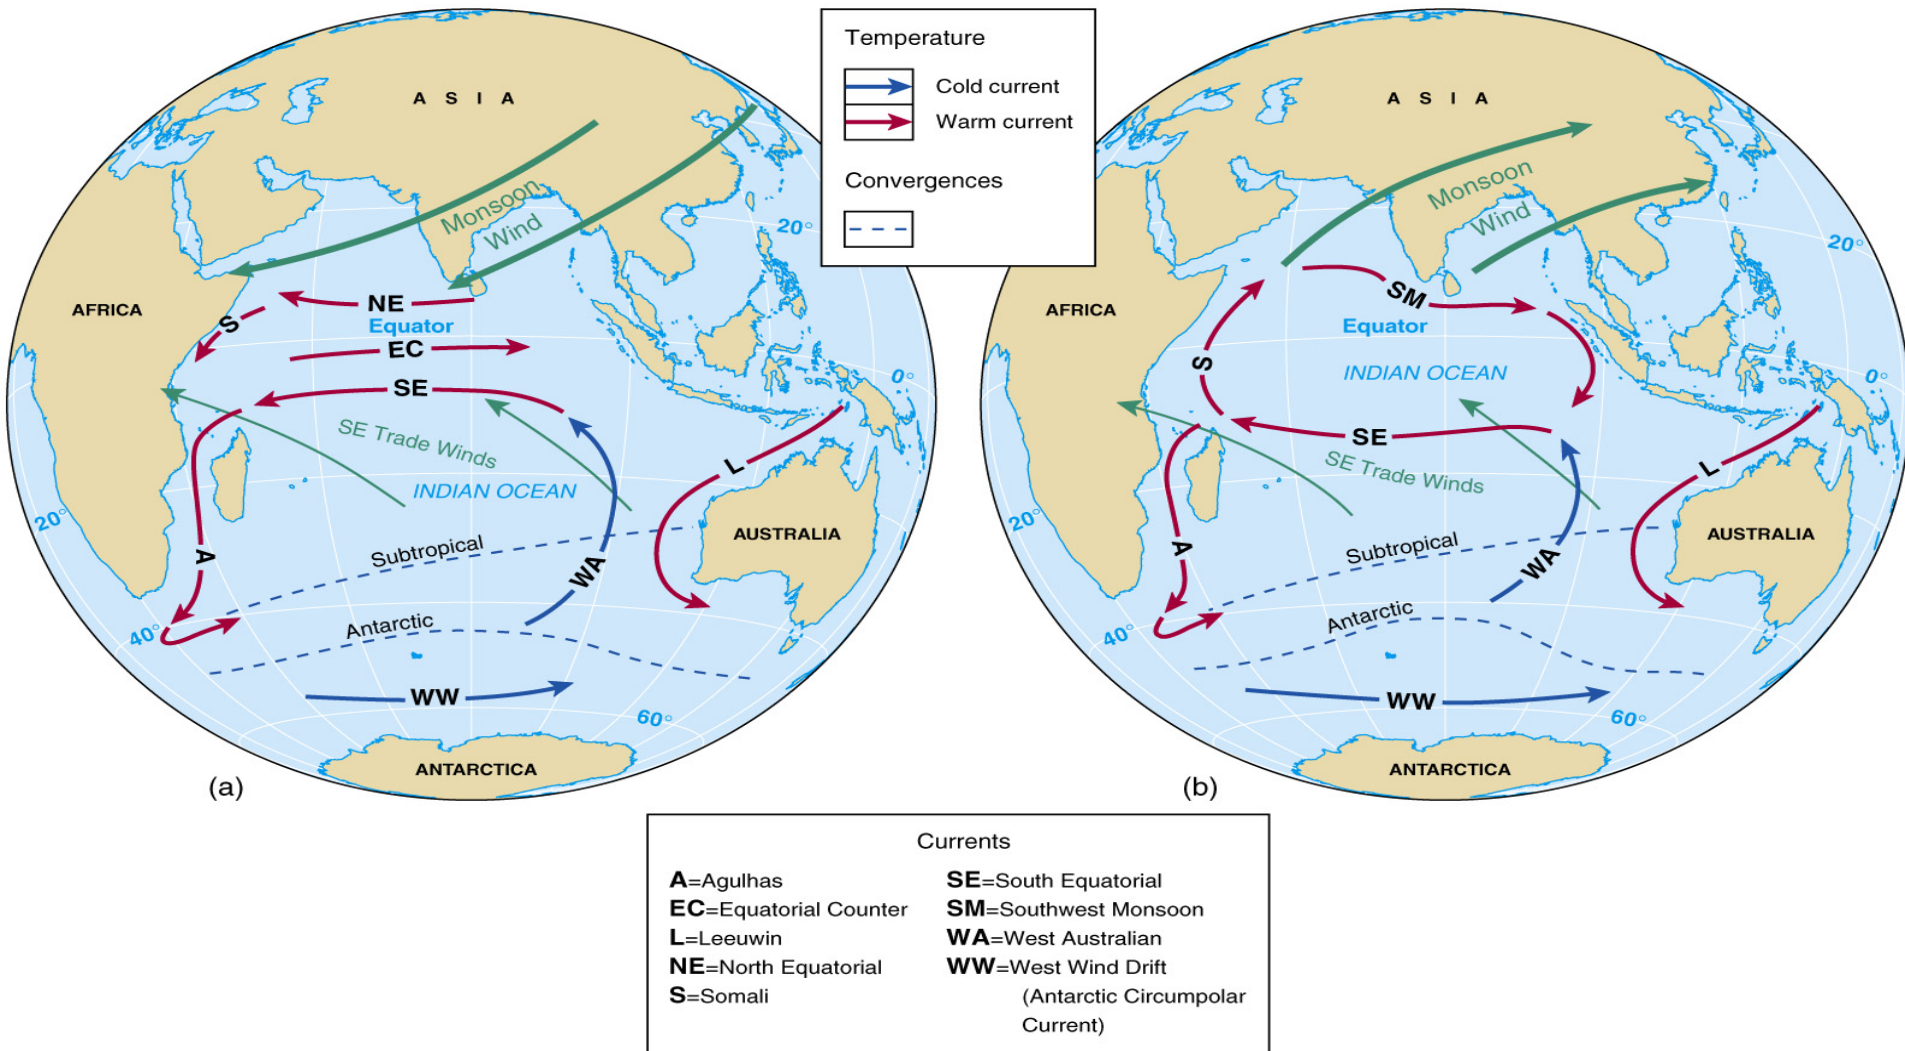 A S I A
Monsoon
Wind
20°
AFRICA
NE
S
Equator
EC
0°
SE
SE Trade Winds
L
INDIAN OCEAN
20°
AUSTRALIA
Subtropical
A
WA
Antarctic
40°
WW
60°
ANTARCTICA
(a)
Temperature
Cold current
Warm current
Convergences
A S I A
Monsoon
Wind
20°
SM
AFRICA
Equator
S
INDIAN OCEAN
0°
SE
SE Trade Winds
L
20°
AUSTRALIA
Subtropical
A
WA
Antarctic
40°
WW
60°
ANTARCTICA
(b)
Currents
A=Agulhas
EC=Equatorial Counter
L=Leeuwin
NE=North Equatorial
S=Somali
SE=South Equatorial
SM=Southwest Monsoon
WA=West Australian
WW=West Wind Drift
(Antarctic Circumpolar
Current)